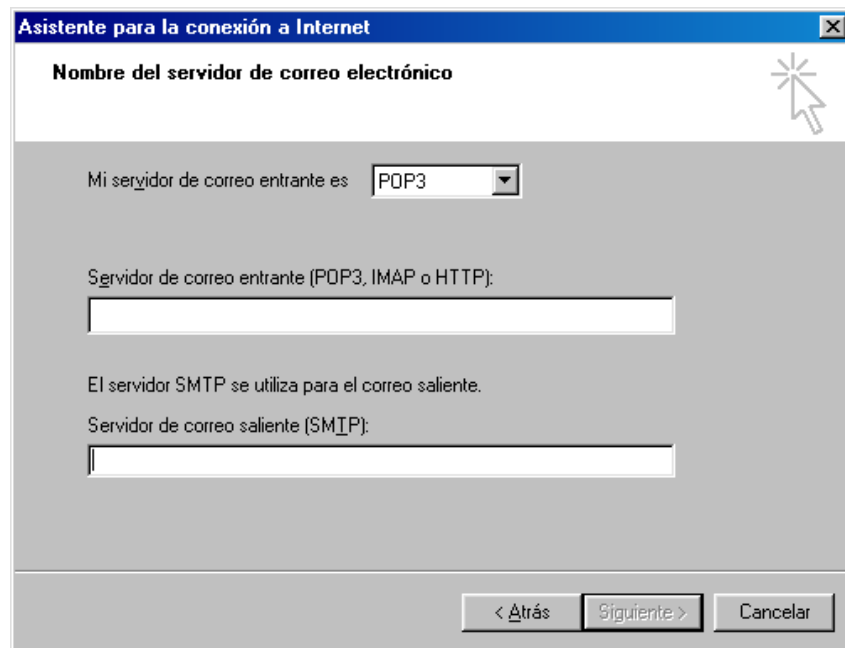 Asistente para la conexión a Internet
Nombre del servidor de correo electrónico
Mi servidor de correo entrante es POP3
Servidor de correo entrante (POP3, IMAP o HTTP):
El servidor SMTP se utiliza para el correo saliente.
Servidor de correo saliente (SMTP):
< Atrás Siguiente > Cancelar